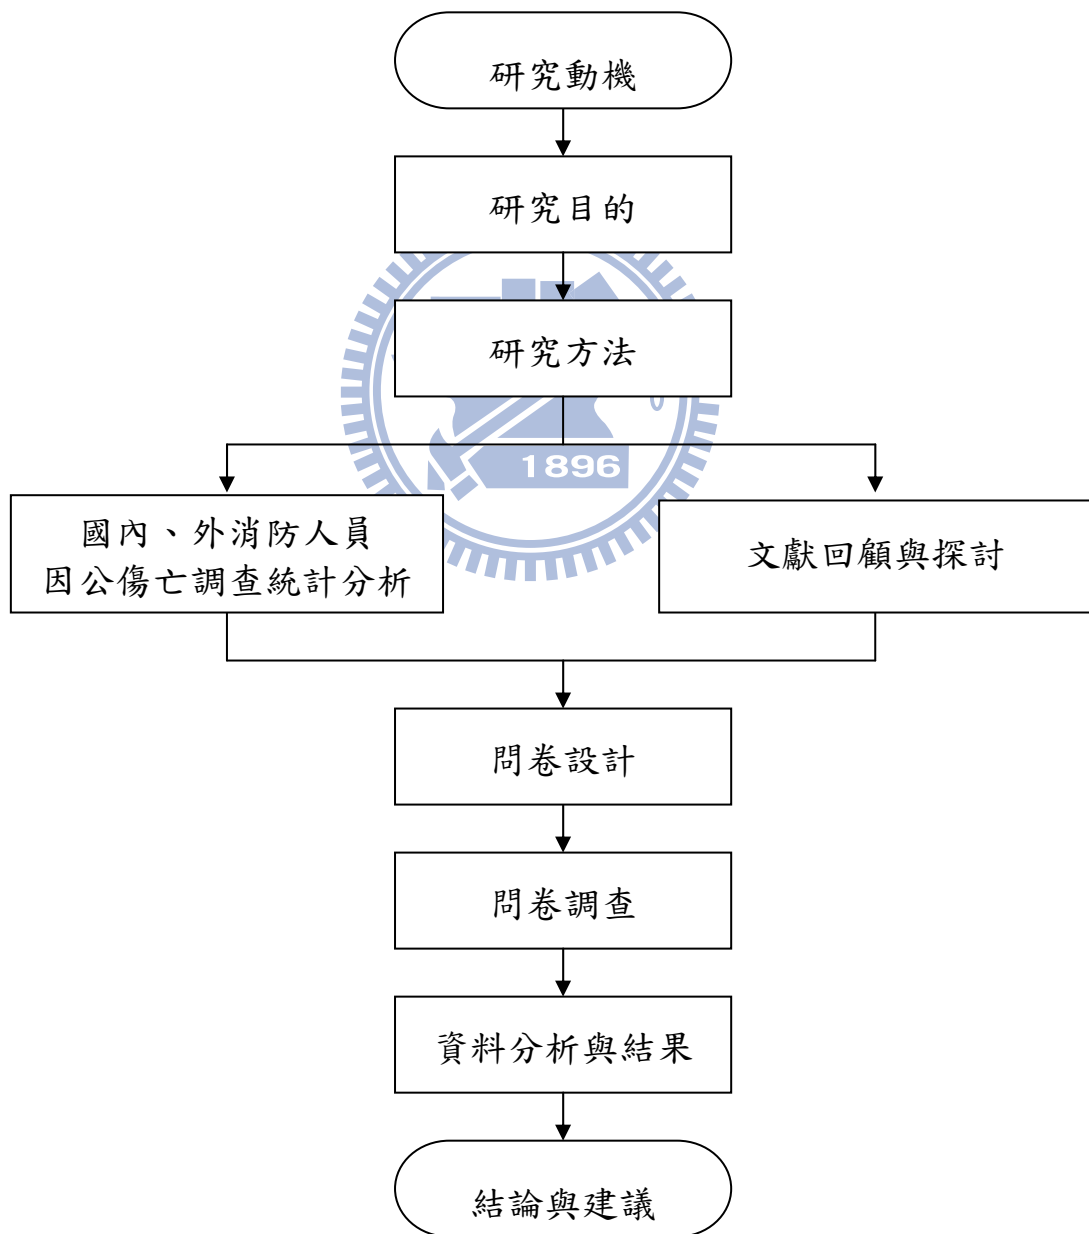 研究動機
研究目的
研究方法
1896
國內、外消防人員
因公傷亡調查統計分析
文獻回顧與探討
問卷設計
問卷調查
資料分析與結果
結論與建議